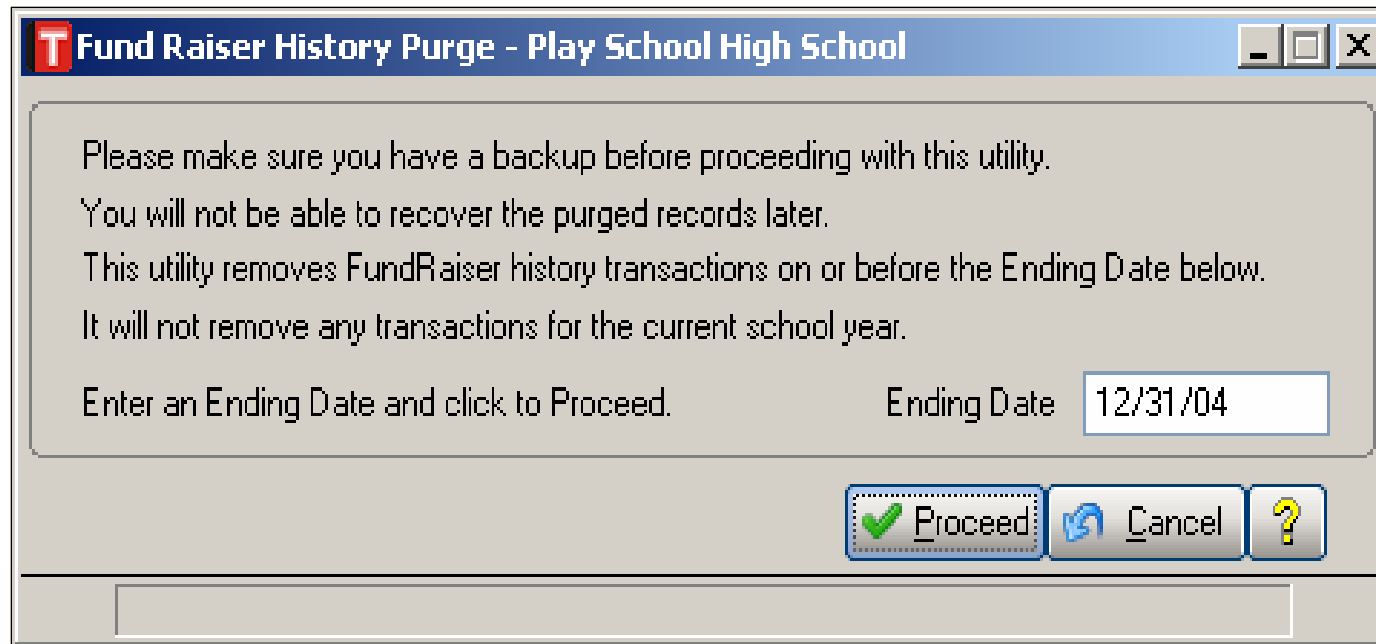 T Fund Raiser History Purge - Play School High School
Please make sure you have a backup before proceeding with this utility.
You will not be able to recover the purged records later.
This utility removes FundRaiser history transactions on or before the Ending Date below.
It will not remove any transactions for the current school year.
Enter an Ending Date and click to Proceed. Ending Date 12/31/04
Proceed Cancel ?